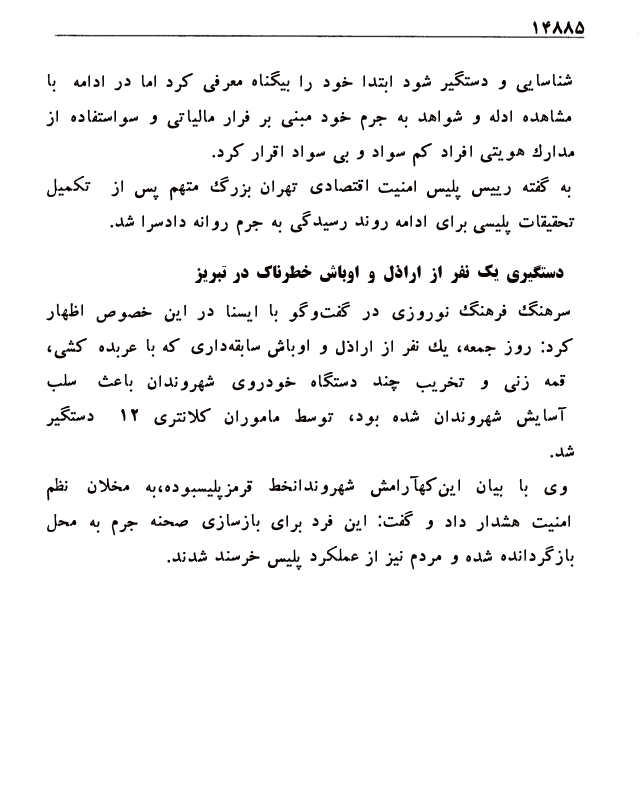 ۱۴۸۸۵
شناسایی و دستگیر شود ابتدا خود را بیگناه معرفی کرد اما در ادامه با
مشاهده ادله و شواهد به جرم خود مبنی بر فرار مالیاتی و سواستفاده از
مدارک هویتی افراد کم سواد و بی سواد اقرار کرد.
به گفته رییس پلیس امنیت اقتصادی تهران بزرگ متهم پس از تکمیل
تحقیقات پلیسی برای ادامه روند رسیدگی به جرم روانه دادسرا شد.
دستگیری یک نفر از اراذل و اوباش خطرناک در تبریز
سرهنگ فرهنگ نوروزی در گفت‌وگو با ایسنا در این خصوص اظهار
کرد: روز جمعه، یک نفر از اراذل و اوباش سابقه‌داری که با عربده کشی،
قمه زنی و تخریب چند دستگاه خودروی شهروندان باعث سلب
آسایش شهروندان شده بود، توسط ماموران کلانتری ۱۲ دستگیر
شد.
وی با بیان این‌کهآرامش شهروندانخط قرمزپلیسبوده،به مخلان نظم
امنیت هشدار داد و گفت: این فرد برای بازسازی صحنه جرم به محل
بازگردانده شده و مردم نیز از عملکرد پلیس خرسند شدند.